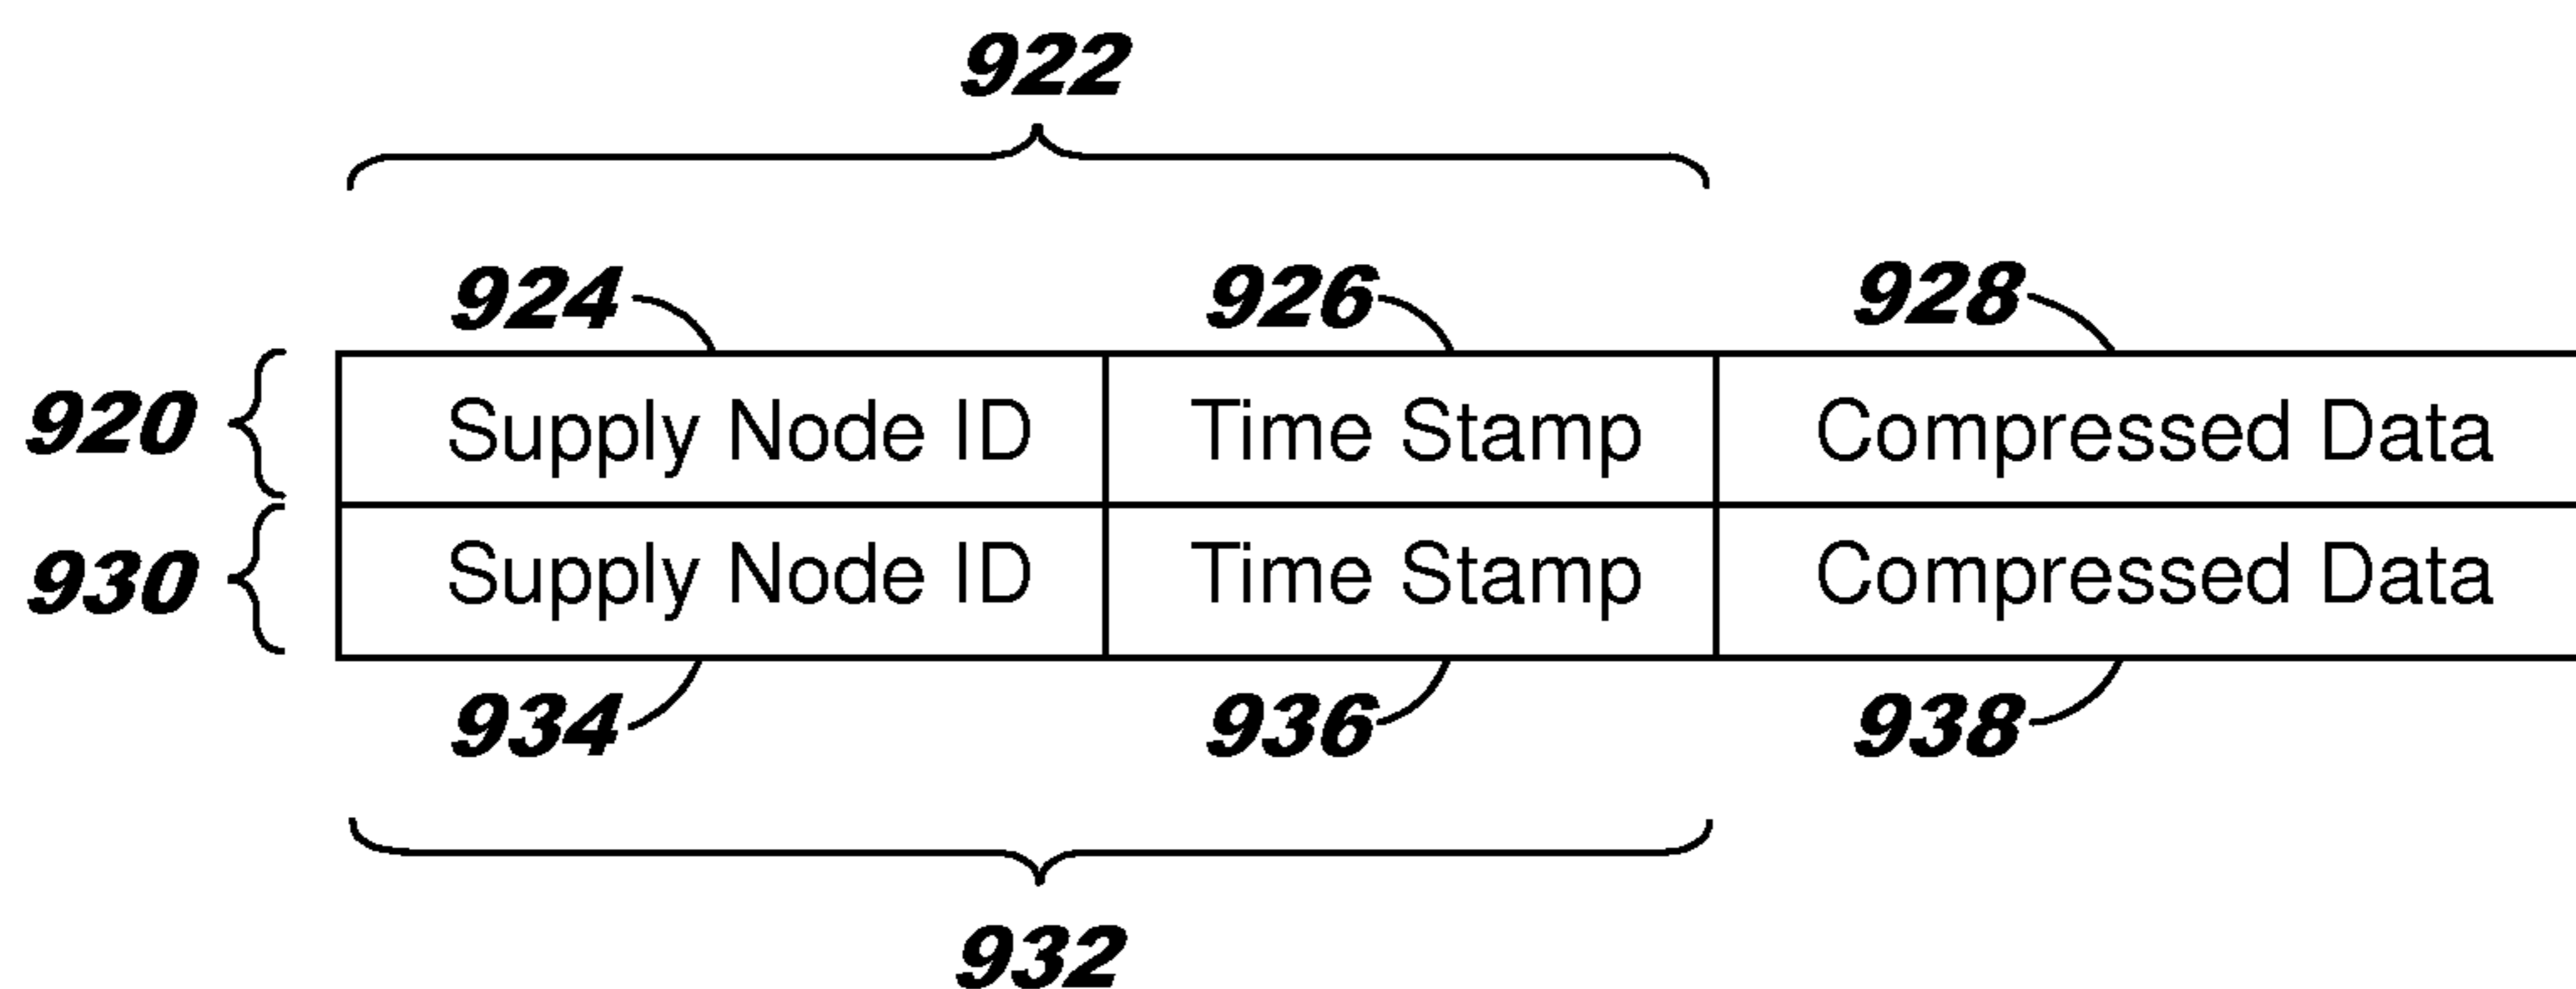 922
924 926 928
920 Supply Node ID Time Stamp Compressed Data
930 Supply Node ID Time Stamp Compressed Data
934 936 938
932